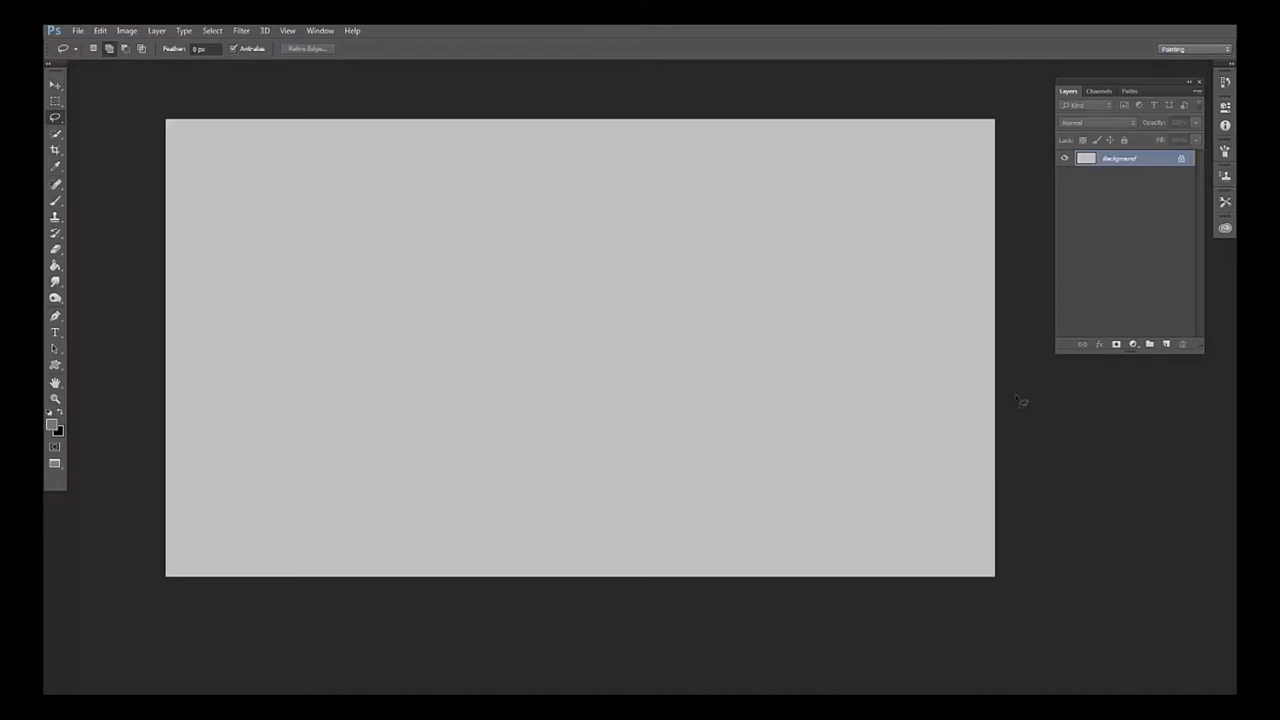 Ps File Edit Image Layer Type Select Filter 3D View Window Help
Feather: 0 px Anti-alias Refine Edge... Painting
Layers Channels Paths
Kind
Normal Opacity:
Lock: Fill:
Background